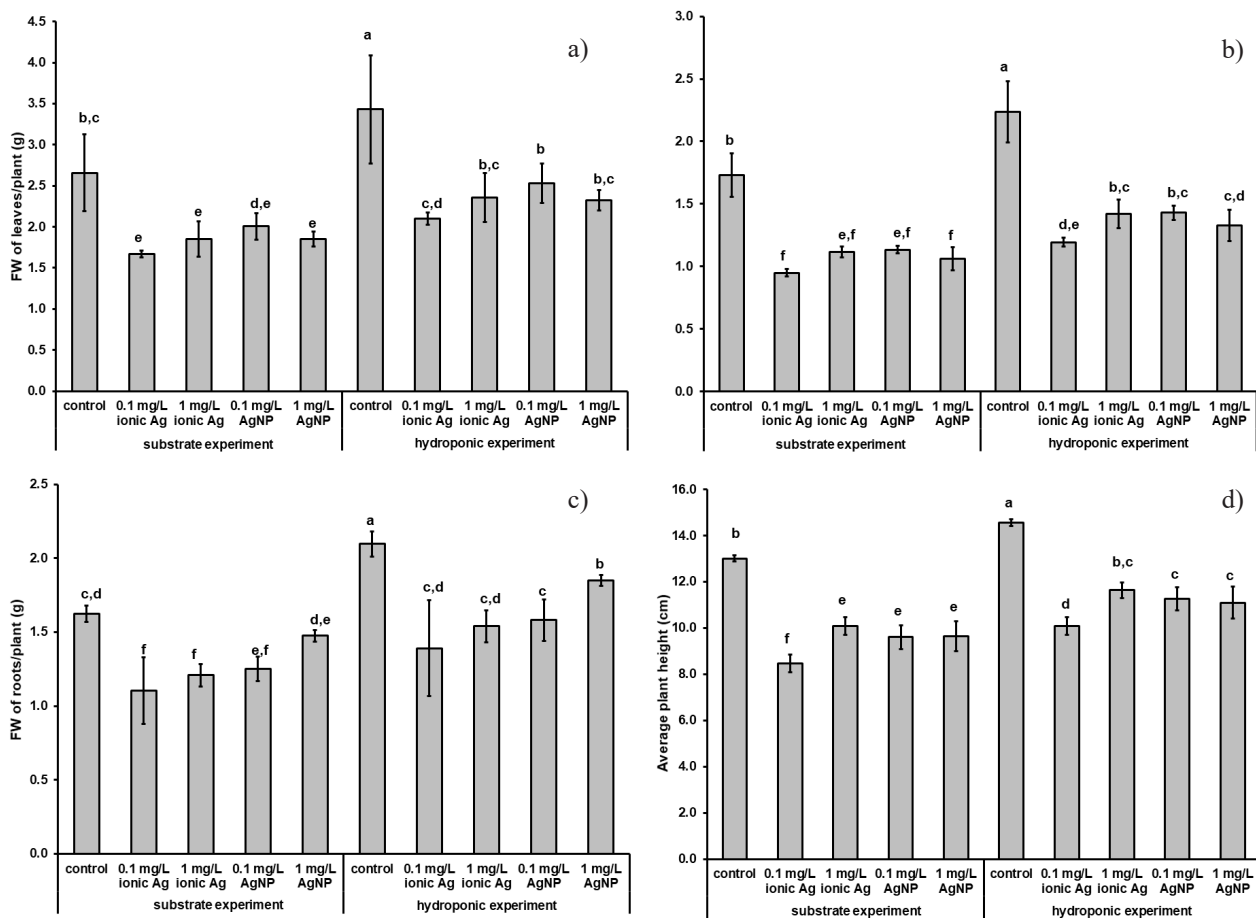 a)
FW of leaves/plant (g)
4.5
4.0
3.5
3.0
2.5
2.0
1.5
1.0
0.5
0.0
b,c
e
e
d,e
e
a
c,d
b,c
b
b,c
control
0.1 mg/L
ionic Ag
1 mg/L
ionic Ag
0.1 mg/L
AgNP
1 mg/L
AgNP
control
0.1 mg/L
ionic Ag
1 mg/L
ionic Ag
0.1 mg/L
AgNP
1 mg/L
AgNP
substrate experiment
hydroponic experiment
b)
3.0
2.5
2.0
1.5
1.0
0.5
0.0
b
f
e,f
e,f
f
a
d,e
b,c
b,c
c,d
control
0.1 mg/L
ionic Ag
1 mg/L
ionic Ag
0.1 mg/L
AgNP
1 mg/L
AgNP
control
0.1 mg/L
ionic Ag
1 mg/L
ionic Ag
0.1 mg/L
AgNP
1 mg/L
AgNP
substrate experiment
hydroponic experiment
c)
FW of roots/plant (g)
2.5
2.0
1.5
1.0
0.5
0.0
c,d
f
f
e,f
d,e
a
c,d
c,d
c
b
control
0.1 mg/L
ionic Ag
1 mg/L
ionic Ag
0.1 mg/L
AgNP
1 mg/L
AgNP
control
0.1 mg/L
ionic Ag
1 mg/L
ionic Ag
0.1 mg/L
AgNP
1 mg/L
AgNP
substrate experiment
hydroponic experiment
d)
Average plant height (cm)
16.0
14.0
12.0
10.0
8.0
6.0
4.0
2.0
0.0
b
f
e
e
e
a
d
b,c
c
c
control
0.1 mg/L
ionic Ag
1 mg/L
ionic Ag
0.1 mg/L
AgNP
1 mg/L
AgNP
control
0.1 mg/L
ionic Ag
1 mg/L
ionic Ag
0.1 mg/L
AgNP
1 mg/L
AgNP
substrate experiment
hydroponic experiment